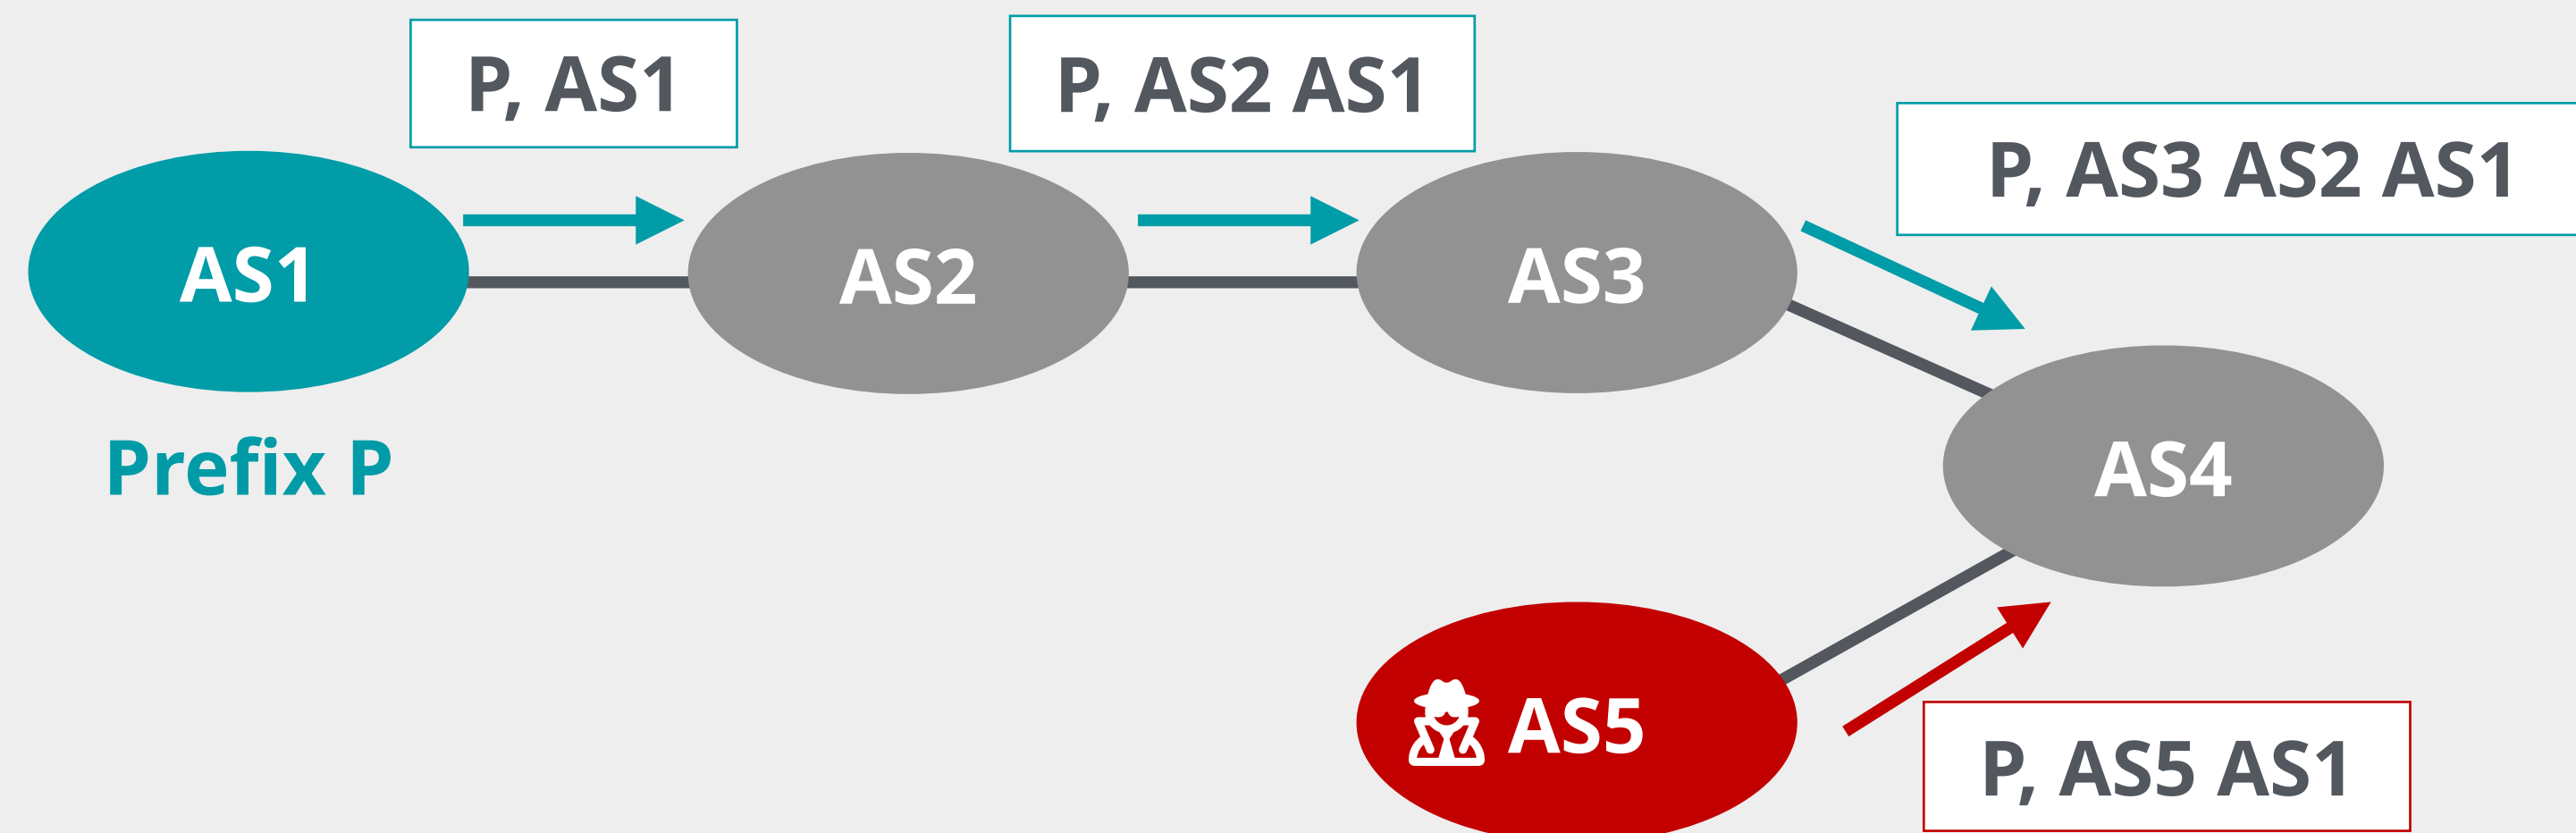 P, AS1
P, AS2 AS1
P, AS3 AS2 AS1
AS1
AS2
AS3
Prefix P
AS4
AS5
P, AS5 AS1